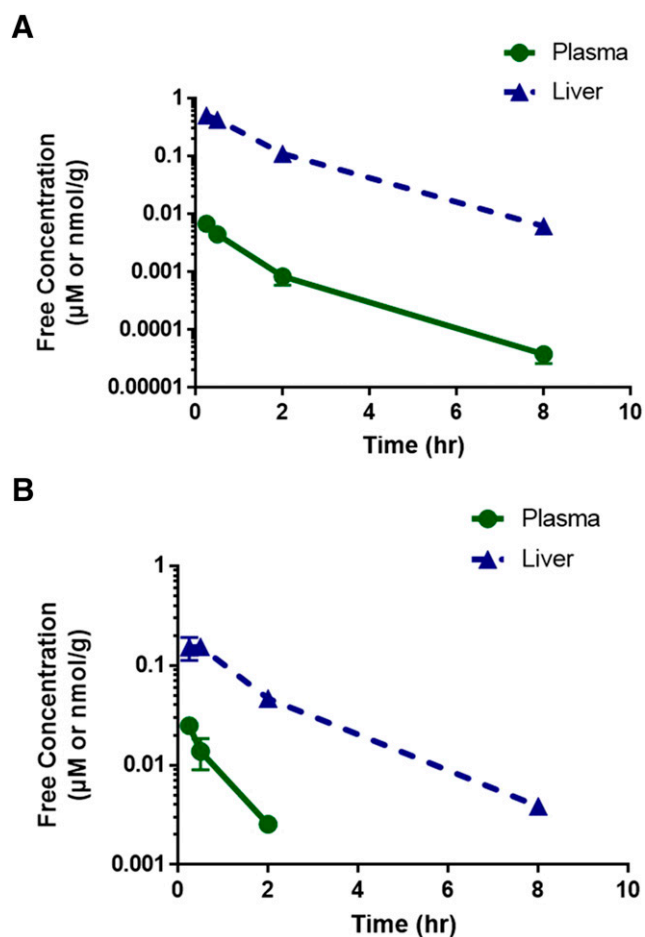 A
Plasma
Liver
Free Concentration
(µM or nmol/g)
1
0.1
0.01
0.001
0.0001
0.00001
0 2 4 6 8 10
Time (hr)
B
Plasma
Liver
Free Concentration
(µM or nmol/g)
1
0.1
0.01
0.001
0 2 4 6 8 10
Time (hr)